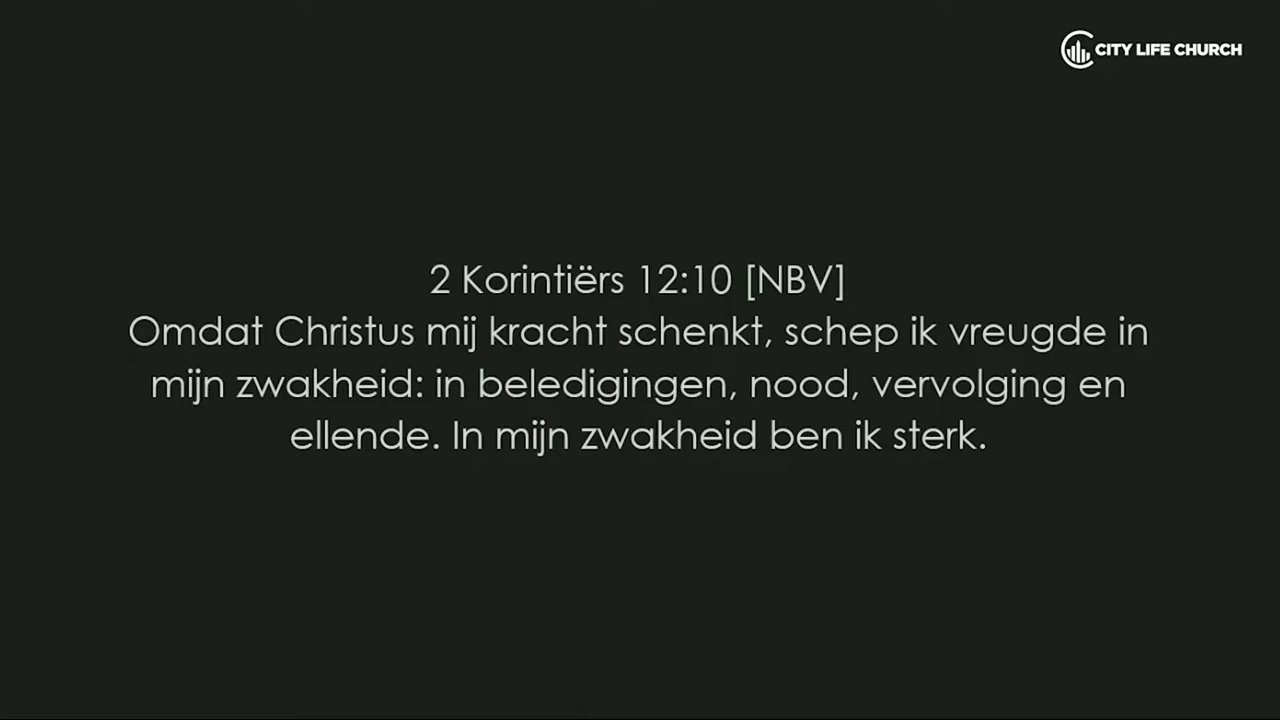 CITY LIFE CHURCH
2 Korintiërs 12:10 [NBV]
Omdat Christus mij kracht schenkt, schep ik vreugde in
mijn zwakheid: in beledigingen, nood, vervolging en
ellende. In mijn zwakheid ben ik sterk.